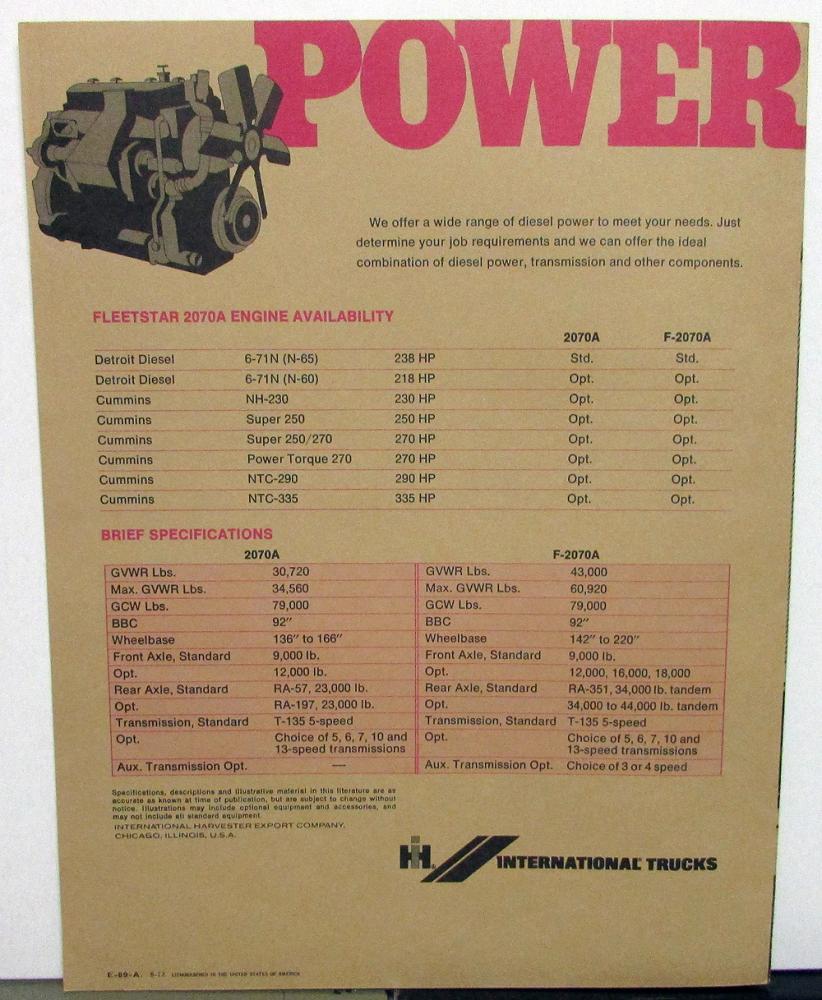 POWER
We offer a wide range of diesel power to meet your needs. Just
determine your job requirements and we can offer the ideal
combination of diesel power, transmission and other components.
FLEETSTAR 2070A ENGINE AVAILABILITY
2070A F-2070A
Detroit Diesel 6-71N (N-65) 238 HP Std. Std.
Detroit Diesel 6-71N (N-60) 218 HP Opt. Opt.
Cummins NH-230 230 HP Opt. Opt.
Cummins Super 250 250 HP Opt. Opt.
Cummins Super 250/270 270 HP Opt. Opt.
Cummins Power Torque 270 270 HP Opt. Opt.
Cummins NTC-290 290 HP Opt. Opt.
Cummins NTC-335 335 HP Opt. Opt.
BRIEF SPECIFICATIONS
2070A F-2070A
GVWR Lbs. 30,720 GVWR Lbs. 43,000
Max. GVWR Lbs. 34,560 Max. GVWR Lbs. 60,920
GCW Lbs. 79,000 GCW Lbs. 79,000
BBC 92" BBC 92"
Wheelbase 136" to 166" Wheelbase 142" to 220"
Front Axle, Standard 9,000 lb. Front Axle, Standard 9,000 lb.
Opt. 12,000 lb. Opt. 12,000, 16,000, 18,000
Rear Axle, Standard RA-57, 23,000 lb. Rear Axle, Standard RA-351, 34,000 lb. tandem
Opt. RA-197, 23,000 lb. Opt. 34,000 to 44,000 lb. tandem
Transmission, Standard T-135 5-speed Transmission, Standard T-135 5-speed
Opt. Choice of 5, 6, 7, 10 and Opt. Choice of 5, 6, 7, 10 and
13-speed transmissions 13-speed transmissions
Aux. Transmission Opt. — Aux. Transmission Opt. Choice of 3 or 4 speed
Specifications, descriptions and illustrative material in this literature are as
accurate as known at time of publication, but are subject to change without
notice. Illustrations may include optional equipment and accessories, and
may not include all standard equipment.
INTERNATIONAL HARVESTER EXPORT COMPANY,
CHICAGO, ILLINOIS, U.S.A.
IH® INTERNATIONAL® TRUCKS
E-89-A. LITHOGRAPHED IN THE UNITED STATES OF AMERICA